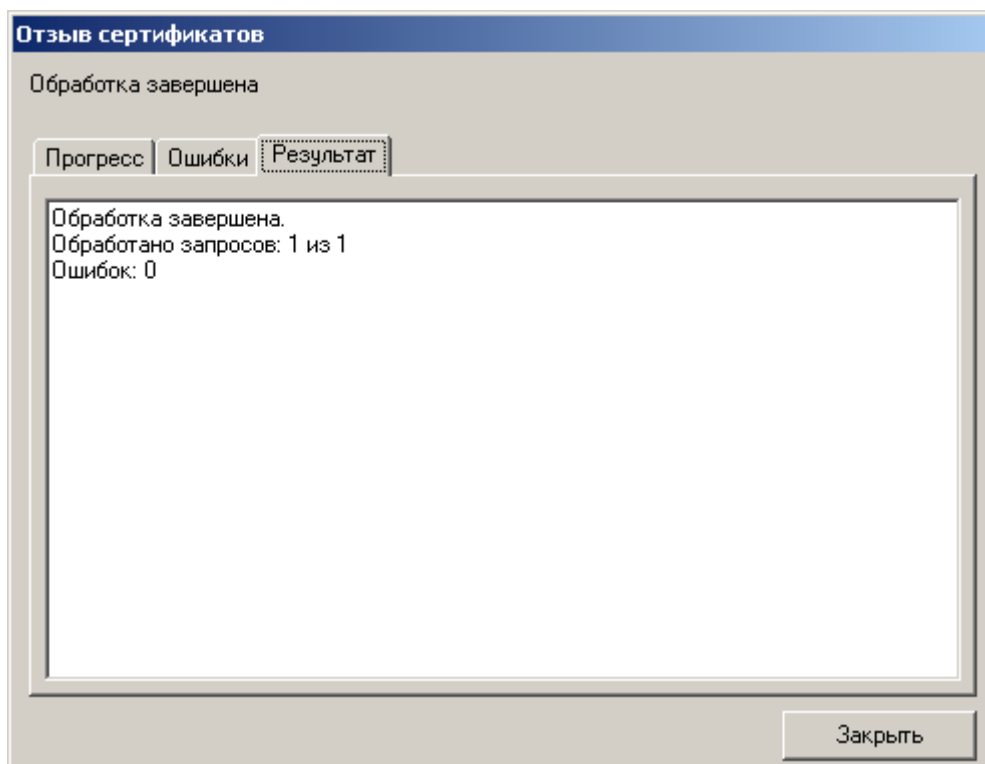 Отзыв сертификатов
Обработка завершена
Прогресс Ошибки Результат
Обработка завершена.
Обработано запросов: 1 из 1
Ошибок: 0
Закрыть